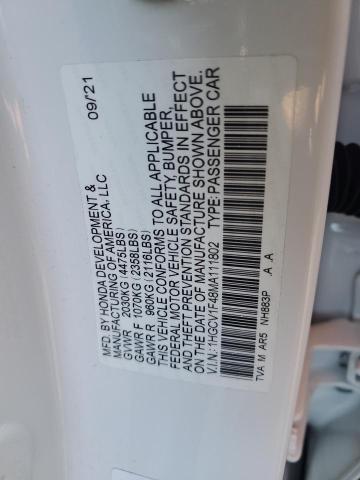 MFD. BY HONDA DEVELOPMENT & 09/21
MANUFACTURING OF AMERICA, LLC
GVWR 2030KG (4475LBS)
GAWR F 1070KG (2358LBS)
GAWR R 960KG (2116LBS)
THIS VEHICLE CONFORMS TO ALL APPLICABLE
FEDERAL MOTOR VEHICLE SAFETY, BUMPER,
AND THEFT PREVENTION STANDARDS IN EFFECT
ON THE DATE OF MANUFACTURE SHOWN ABOVE.
V.I.N.:1HGCV1F48MA111802 TYPE:PASSENGER CAR
TVA M AR5 NH883P A .A